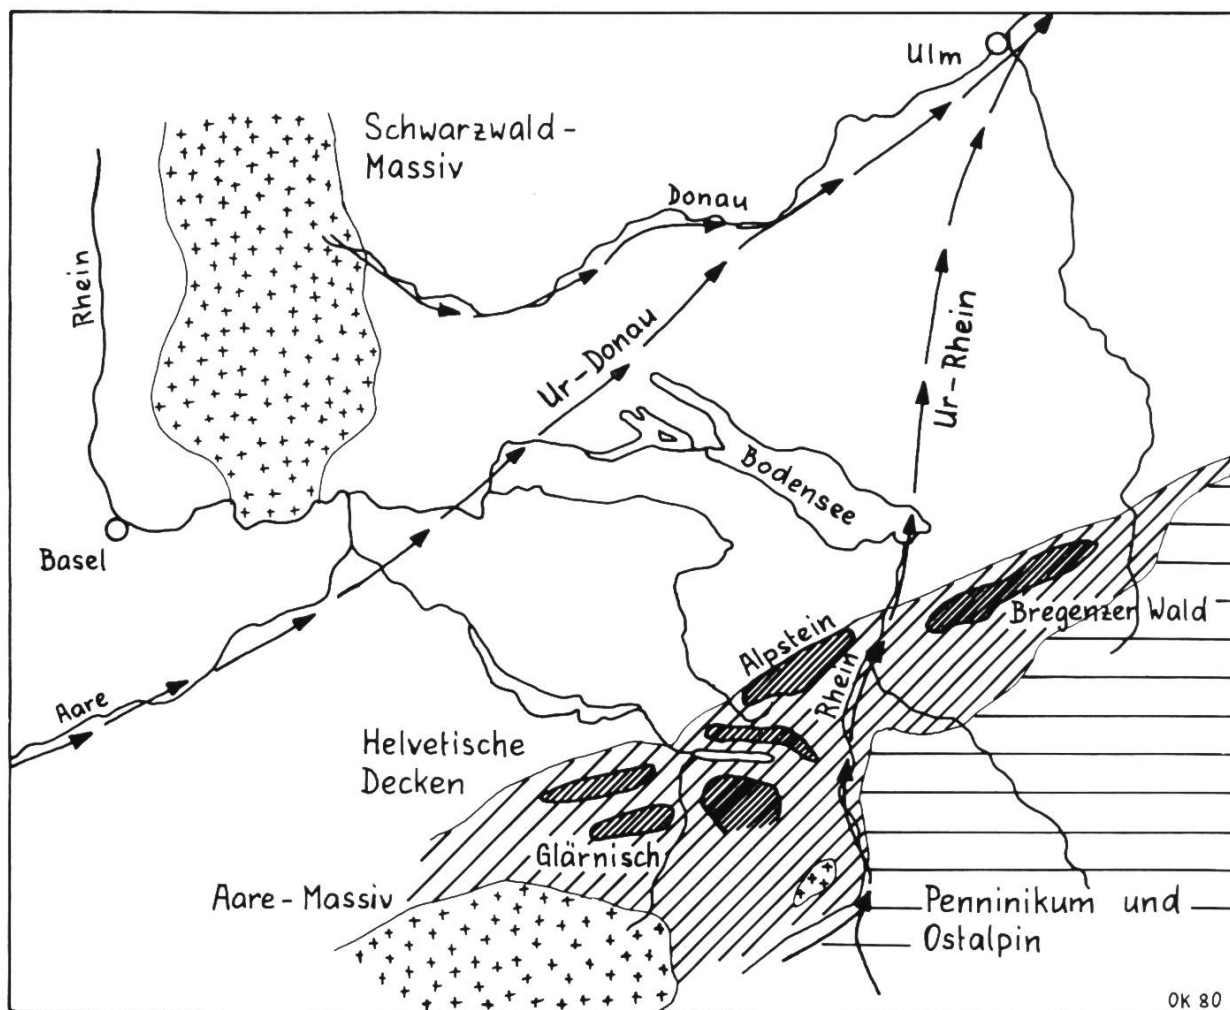 Ulm
Schwarzwald-
Massiv
Donau
Rhein
Ur-Donau
Ur-Rhein
Bodensee
Basel
Bregenzer Wald
Alpstein
Rhein
Aare
Helvetische
Decken
Glärnisch
Aare-Massiv
Penninikum und
Ostalpin
OK 80